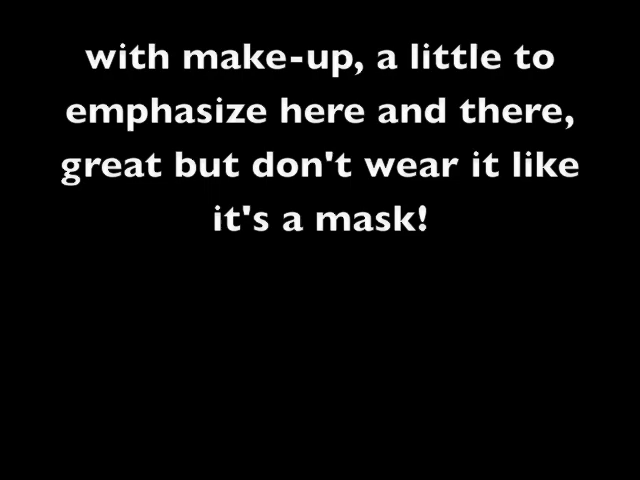 with make-up, a little to
emphasize here and there,
great but don't wear it like
it's a mask!